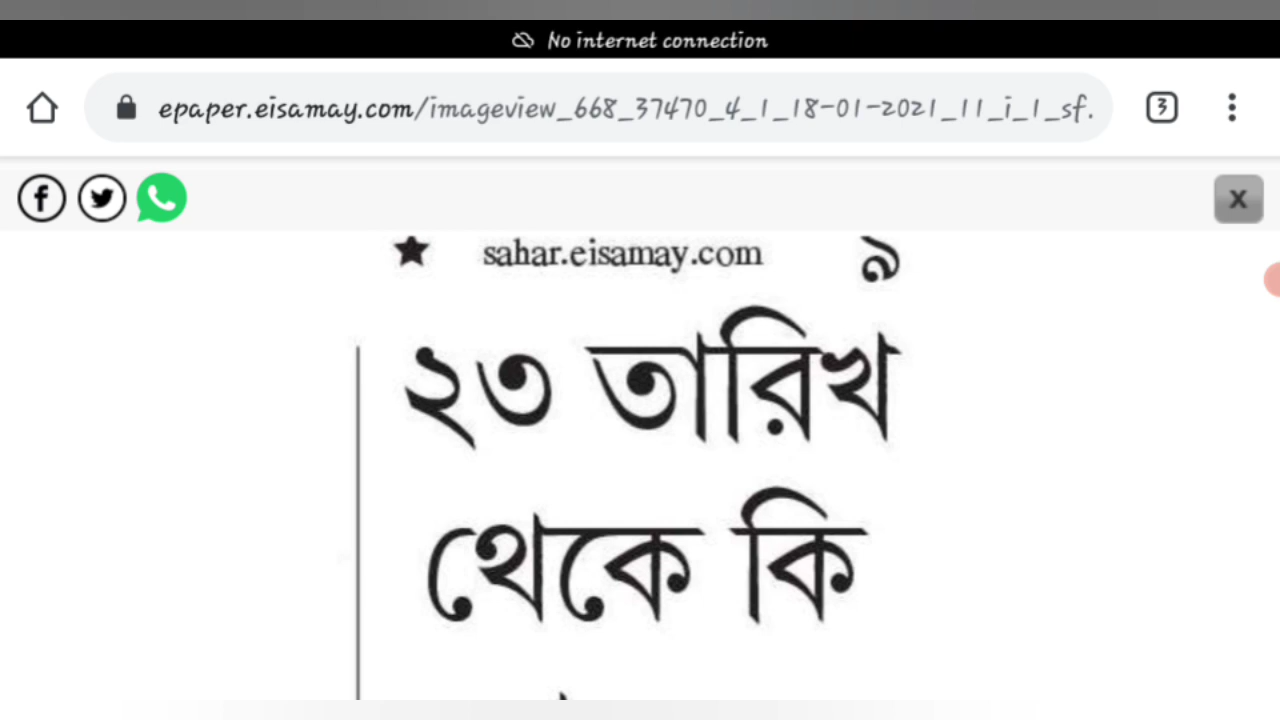 No internet connection
epaper.eisamay.com/imageview_668_37470_4_1_18-01-2021_11_i_1_sf.
3
X
★ sahar.eisamay.com ৯
২৩ তারিখ
থেকে কি